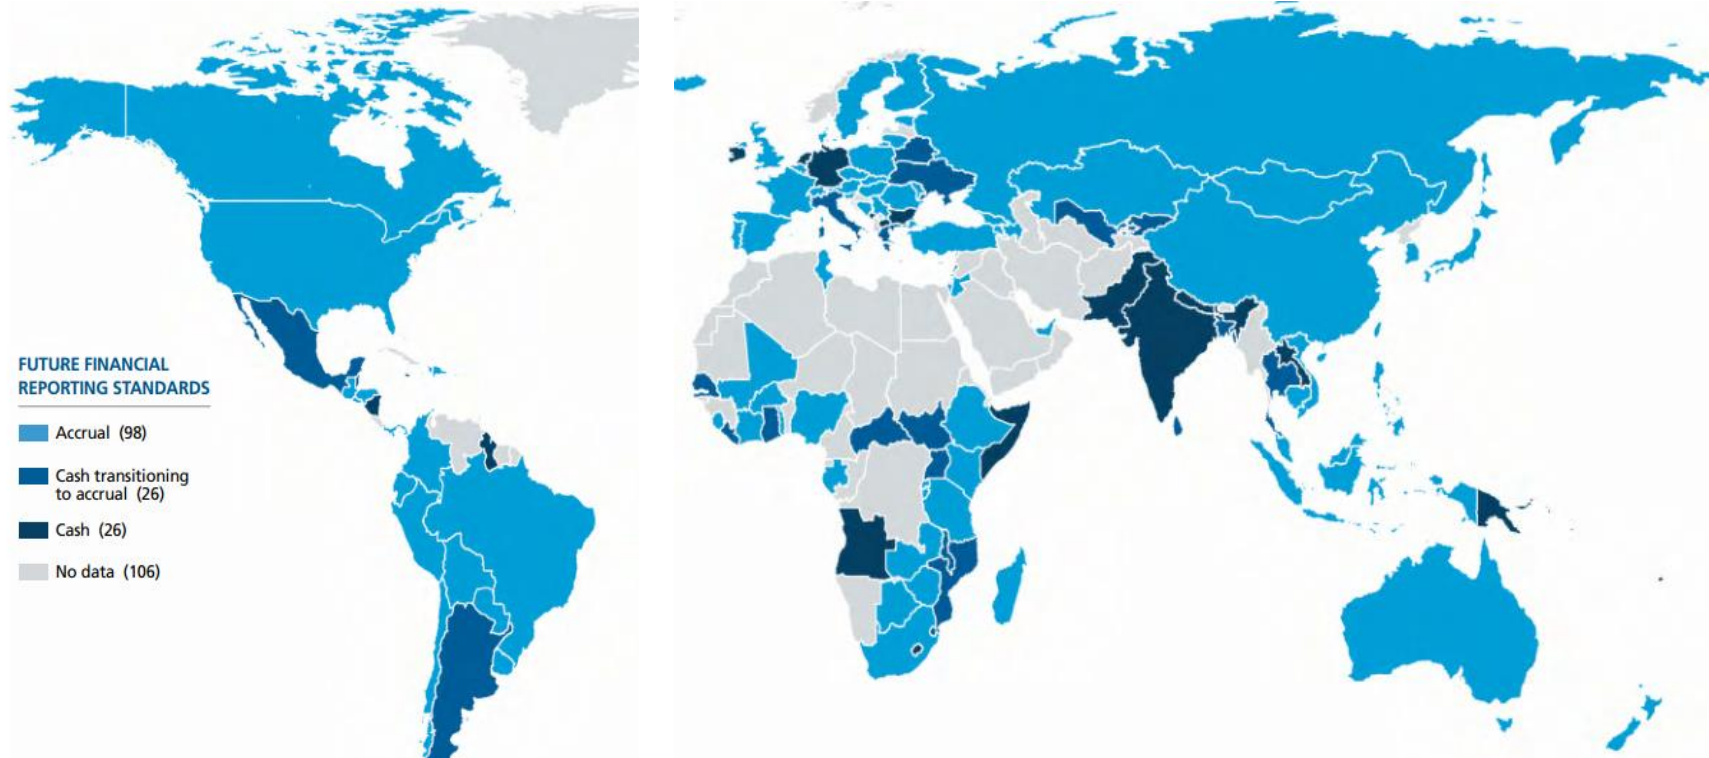 FUTURE FINANCIAL
REPORTING STANDARDS
Accrual (98)
Cash transitioning
to accrual (26)
Cash (26)
No data (106)